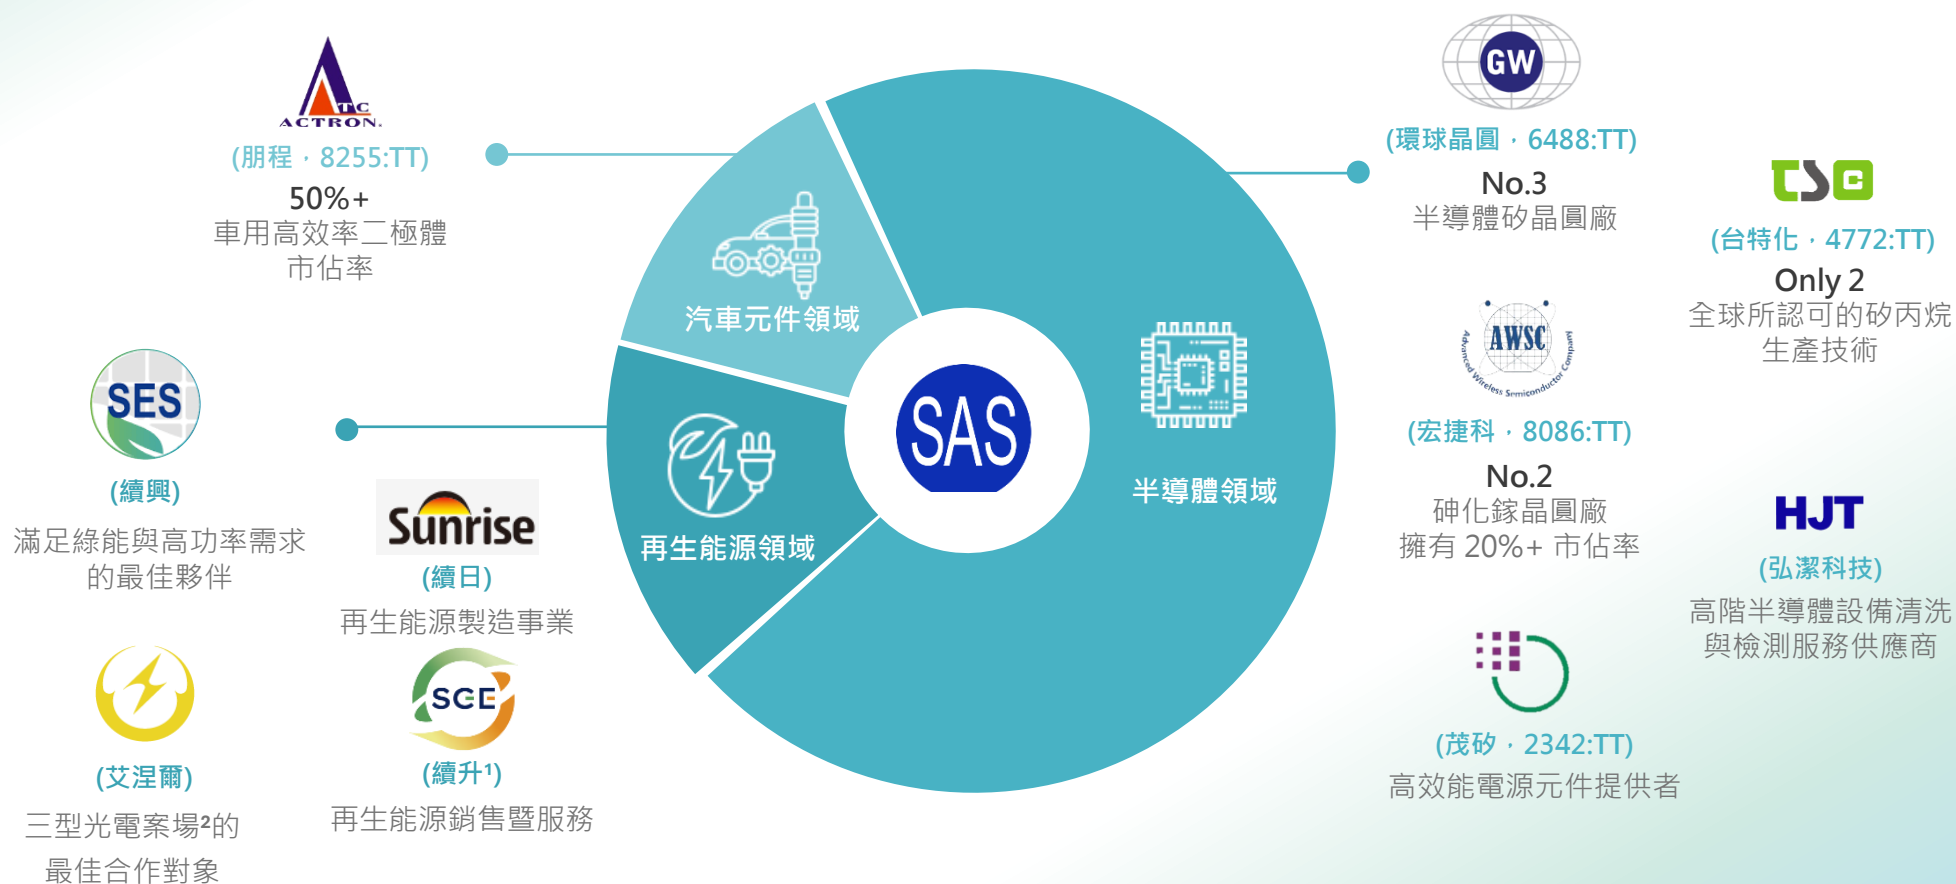 ATC
ACTRON.
(朋程・8255:TT)
50%+
車用高效率二極體
市佔率
SES
(續興)
滿足綠能與高功率需求
的最佳夥伴
Sunrise
(續日)
再生能源製造事業
(艾涅爾)
三型光電案場²的
最佳合作對象
SGE
(續升¹)
再生能源銷售暨服務
汽車元件領域
再生能源領域
SAS
半導體領域
GW
(環球晶圓・6488:TT)
No.3
半導體矽晶圓廠
TSC
(台特化・4772:TT)
Only 2
全球所認可的矽丙烷
生產技術
AWSC
Advanced Wireless Semiconductor Company
(宏捷科・8086:TT)
No.2
砷化鎵晶圓廠
擁有 20%+ 市佔率
HJT
(弘潔科技)
高階半導體設備清洗
與檢測服務供應商
(茂矽・2342:TT)
高效能電源元件提供者